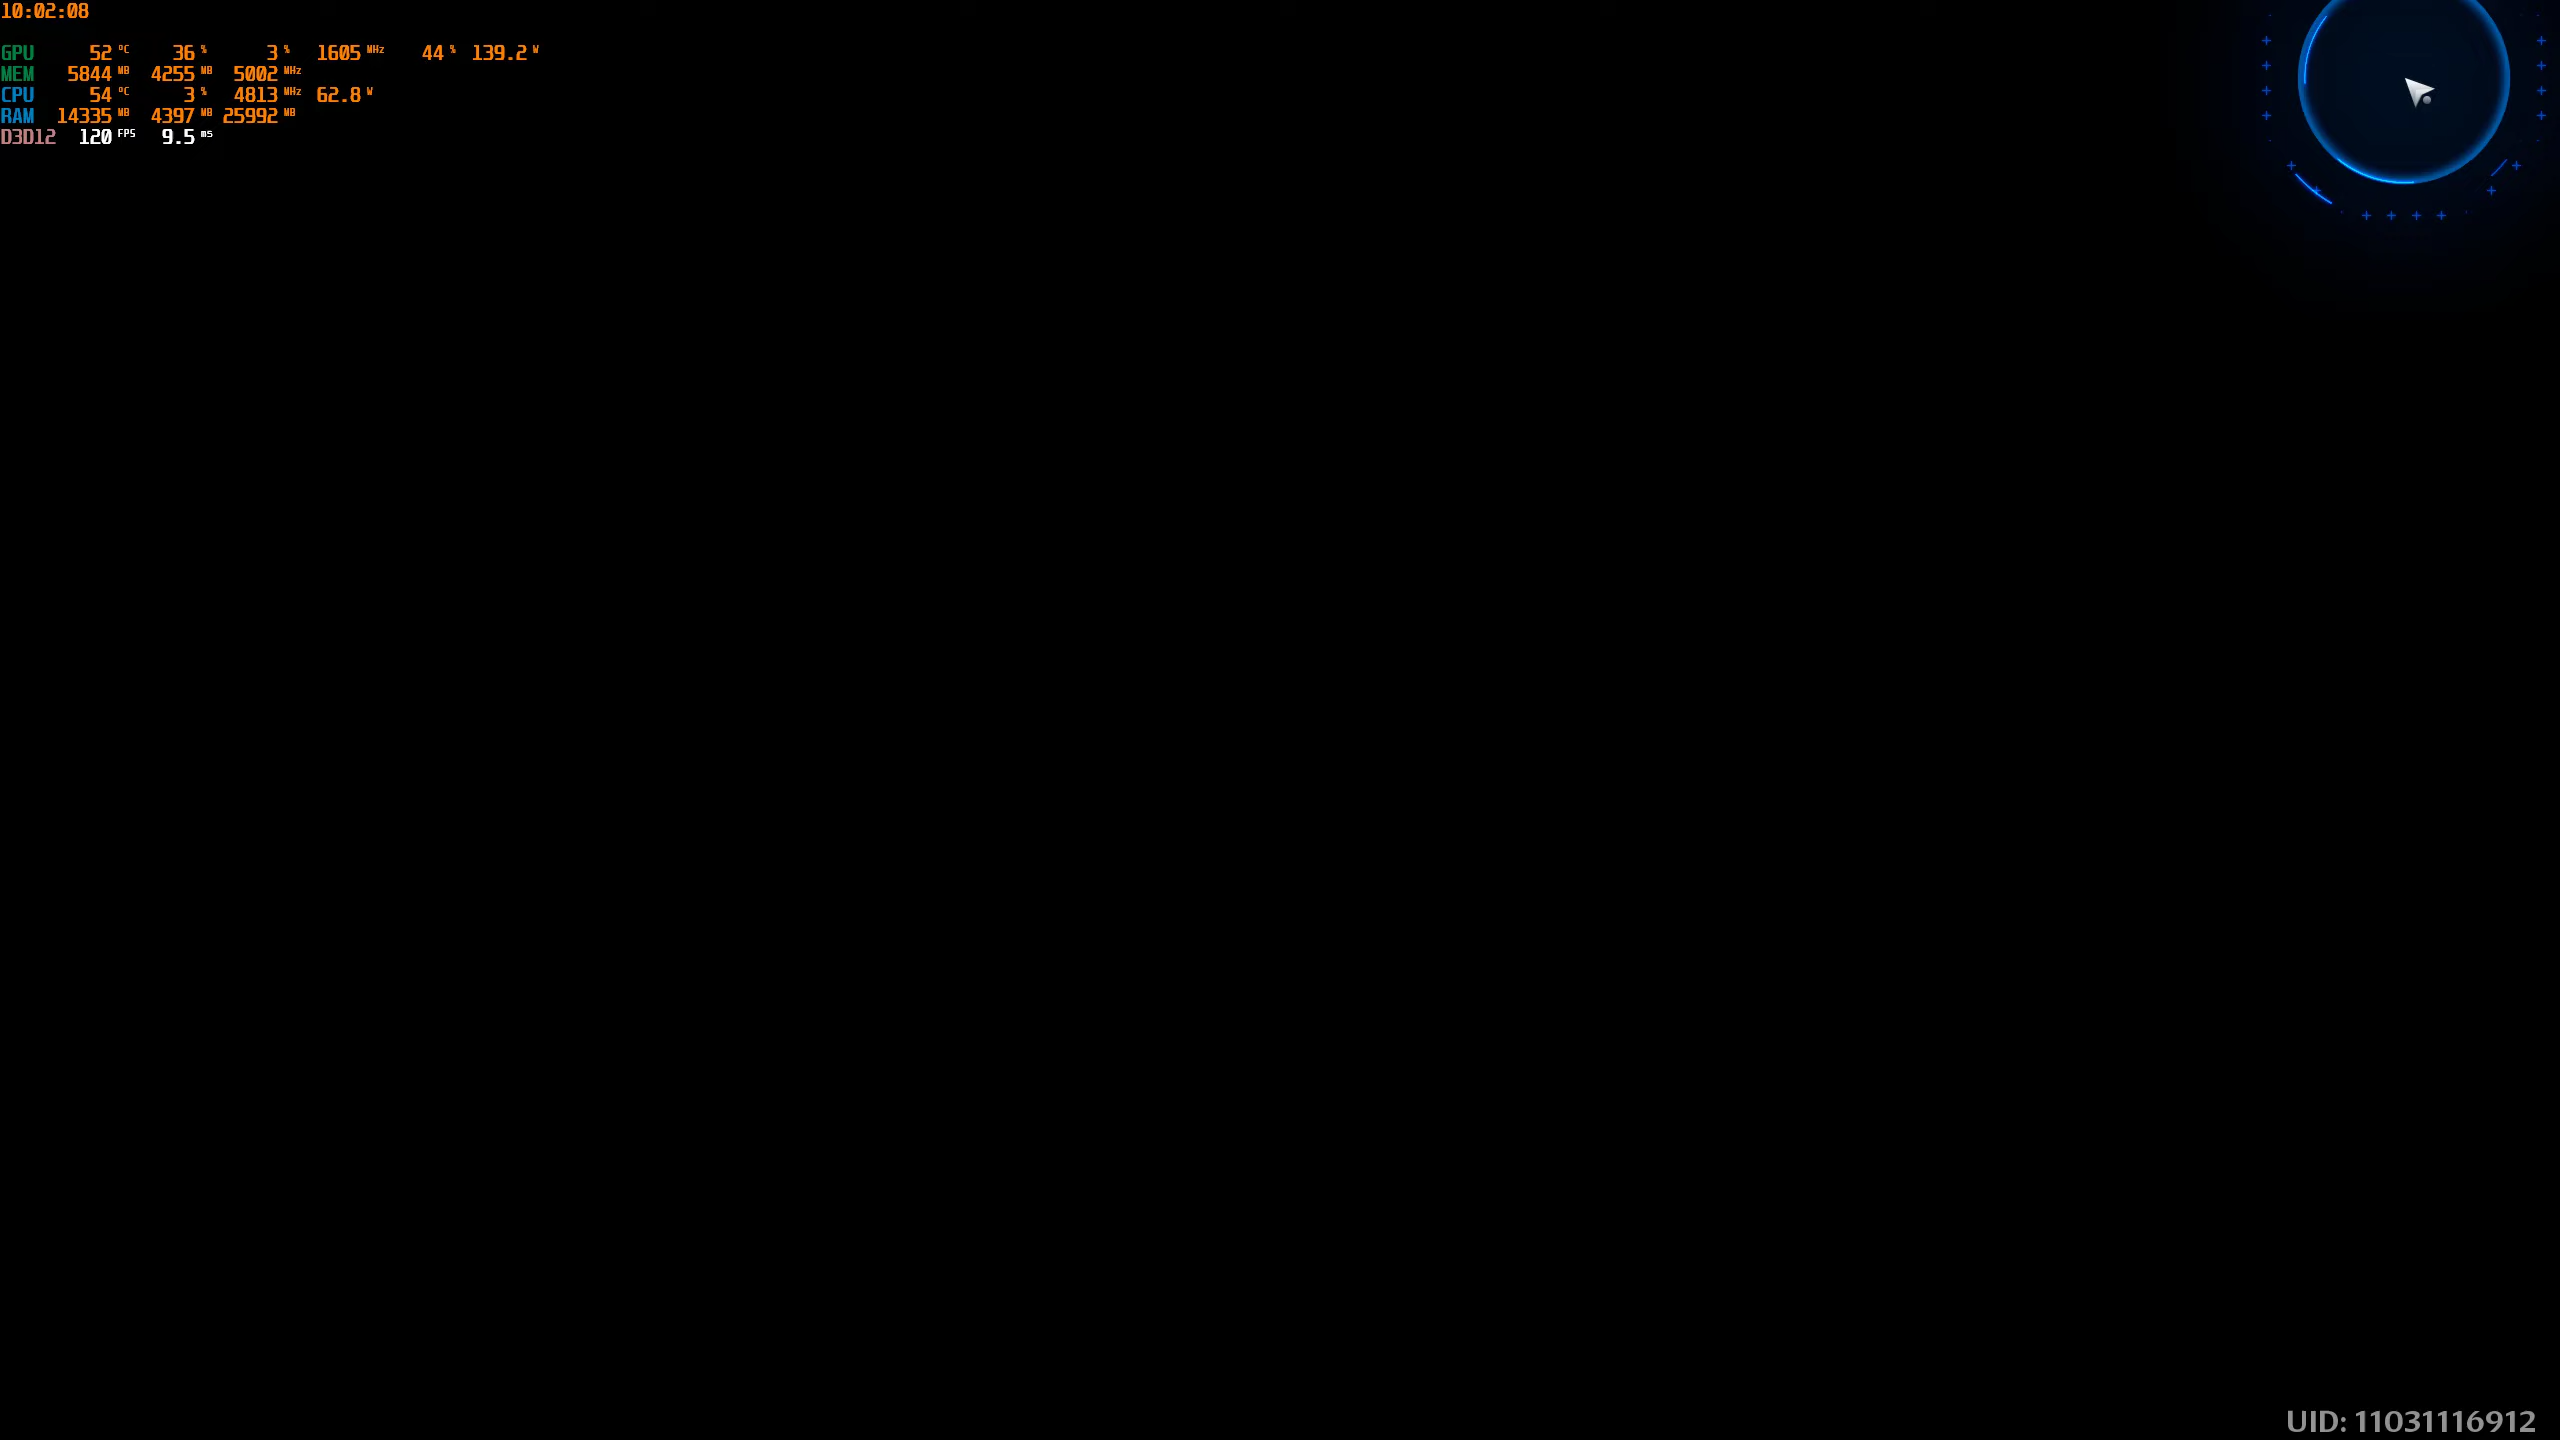 10:02:08
GPU 52 °C 36 % 3 % 1605 MHz 44 % 139.2 W
MEM 5844 MB 4255 MB 5002 MHz
CPU 54 °C 3 % 4813 MHz 62.8 W
RAM 14335 MB 4397 MB 25992 MB
D3D12 120 FPS 9.5 ms
UID: 11031116912